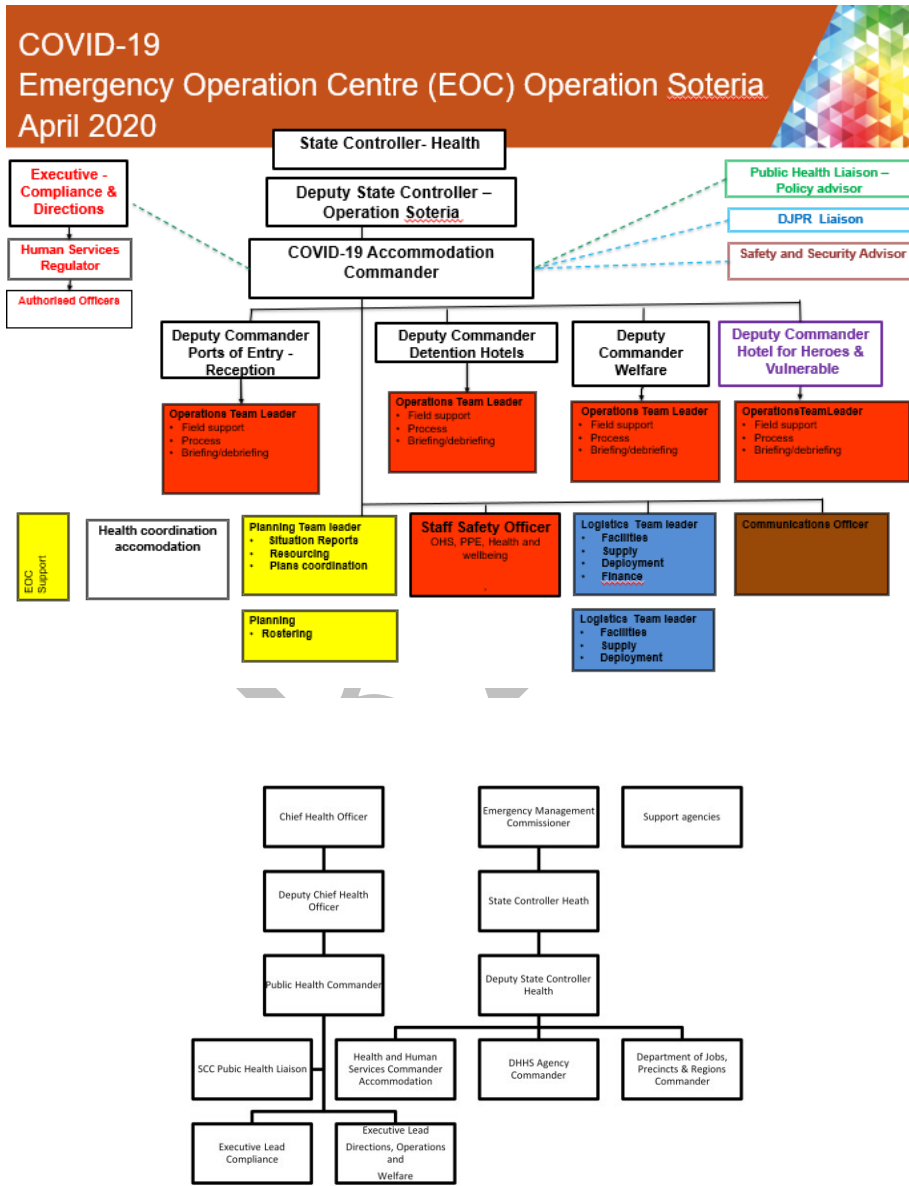 COVID-19
Emergency Operation Centre (EOC) Operation Soteria
April 2020
State Controller- Health
Executive -
Compliance &
Directions
Deputy State Controller –
Operation Soteria
Public Health Liaison –
Policy advisor
DJPR Liaison
Human Services
Regulator
COVID-19 Accommodation
Commander
Safety and Security Advisor
Authorised Officers
Deputy Commander
Ports of Entry -
Reception
Deputy Commander
Detention Hotels
Deputy
Commander
Welfare
Deputy Commander
Hotel for Heroes &
Vulnerable
Operations Team Leader
• Field support
• Process
• Briefing/debriefing
Operations Team Leader
• Field support
• Process
• Briefing/debriefing
Operations Team Leader
• Field support
• Process
• Briefing/debriefing
OperationsTeamLeader
• Field support
• Process
• Briefing/debriefing
EOC
Support
Health coordination
accomodation
Planning Team leader
• Situation Reports
• Resourcing
• Plans coordination
Staff Safety Officer
OHS, PPE, Health and
wellbeing
.
Logistics Team leader
• Facilities
• Supply
• Deployment
• Finance
Communications Officer
Planning
• Rostering
Logistics Team leader
• Facilities
• Supply
• Deployment
Chief Health Officer
Emergency Management
Commissioner
Support agencies
Deputy Chief Health
Officer
State Controller Heath
Public Health Commander
Deputy State Controller
Health
SCC Pubic Health Liaison
Health and Human
Services Commander
Accommodation
DHHS Agency
Commander
Department of Jobs,
Precincts & Regions
Commander
Executive Lead
Compliance
Executive Lead
Directions, Operations
and
Welfare